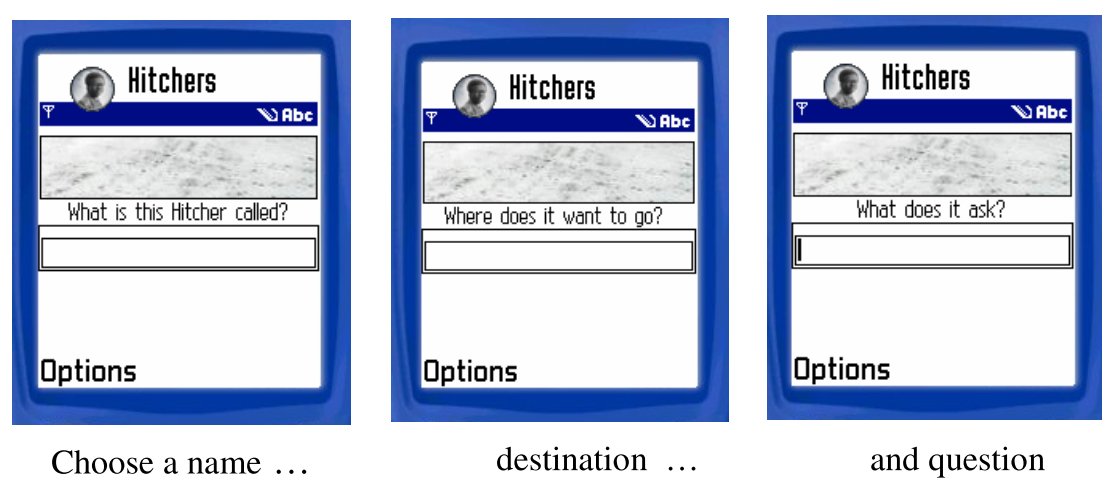 Hitchers
Abc
What is this Hitcher called?
Options
Choose a name ...
Hitchers
Abc
Where does it want to go?
Options
destination ...
Hitchers
Abc
What does it ask?
Options
and question